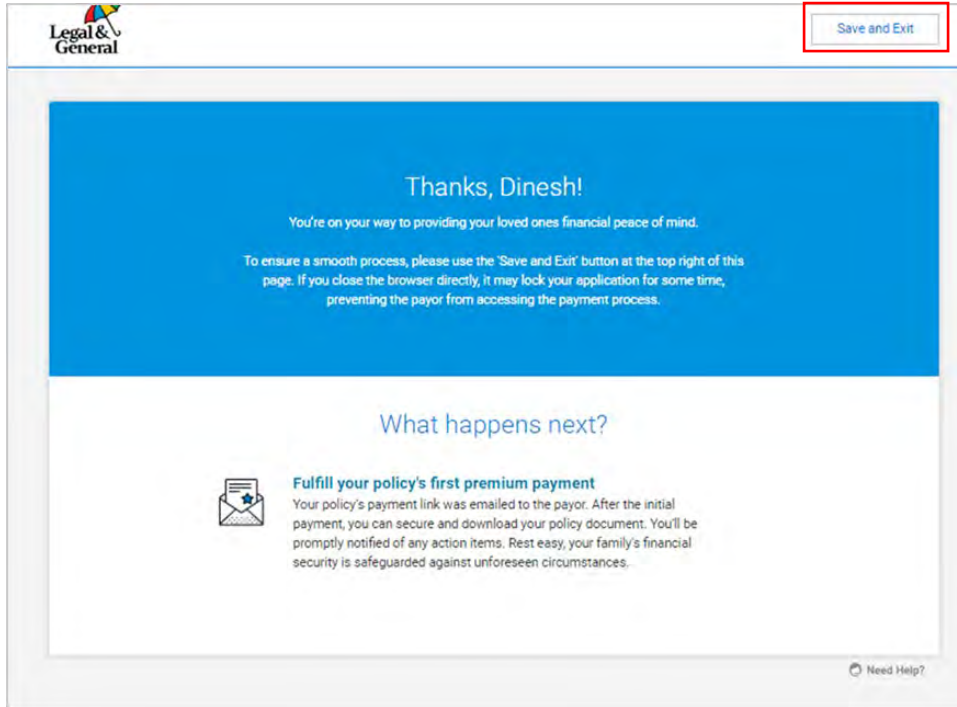 Legal &
General
Save and Exit
Thanks, Dinesh!
You're on your way to providing your loved ones financial peace of mind.
To ensure a smooth process, please use the 'Save and Exit' button at the top right of this
page. If you close the browser directly, it may lock your application for some time,
preventing the payor from accessing the payment process.
What happens next?
Fulfill your policy's first premium payment
Your policy's payment link was emailed to the payor. After the initial
payment, you can secure and download your policy document. You'll be
promptly notified of any action items. Rest easy, your family's financial
security is safeguarded against unforeseen circumstances.
Need Help?